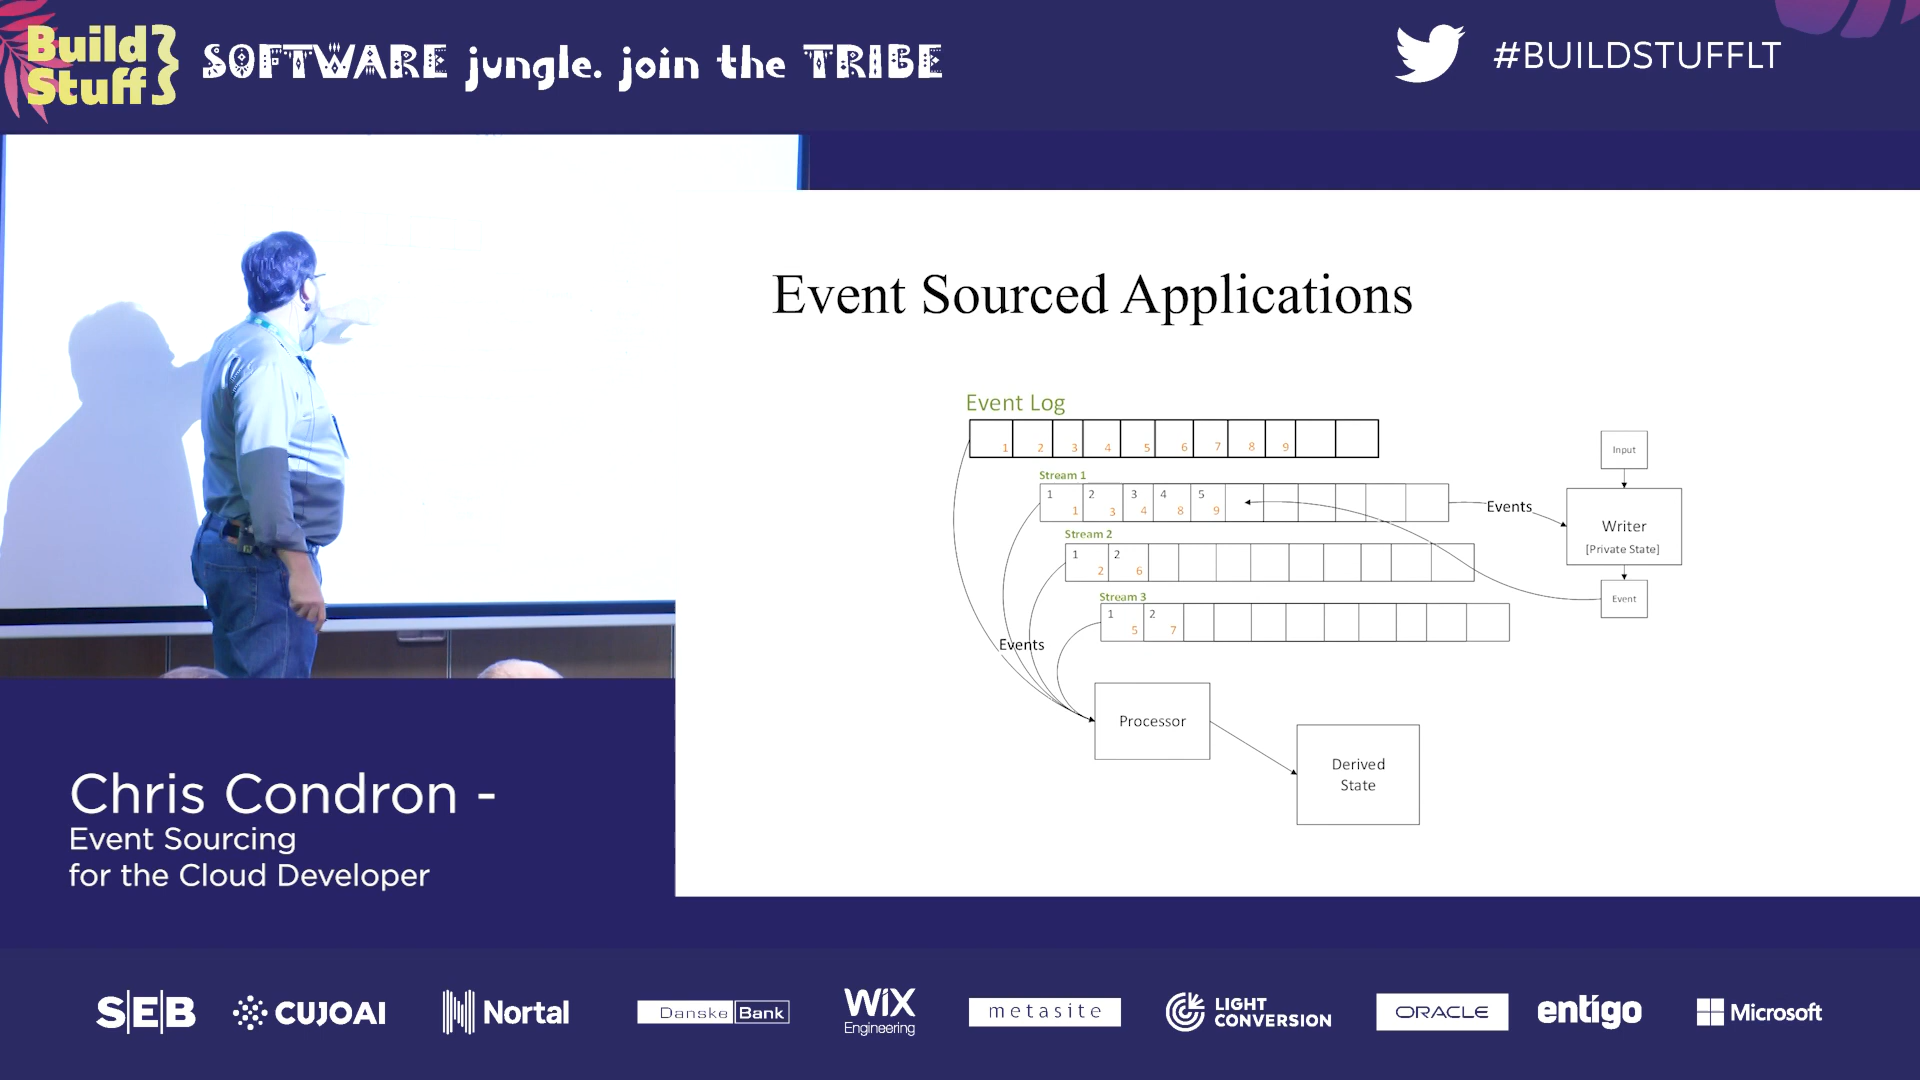 Build
Stuff
SOFTWARE jungle. join the TRIBE
#BUILDSTUFFLT
Event Sourced Applications
Event Log
1 2 3 4 5 6 7 8 9
Stream 1
1 2 3 4 5
1 3 4 8 9
Stream 2
1 2
2 6
Stream 3
1 2
5 7
Events
Events
Input
Writer
[Private State]
Event
Processor
Derived
State
Chris Condron -
Event Sourcing
for the Cloud Developer
S|E|B
CUJOAI
Nortal
Danske Bank
WiX
Engineering
metasite
LIGHT
CONVERSION
ORACLE
entigo
Microsoft